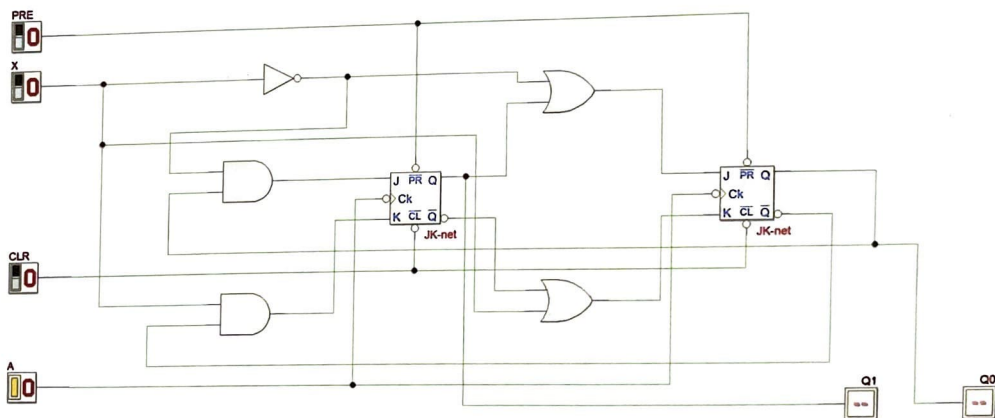 PRE
0
X
0
J PR Q
Ck
K CL Q
JK-net
J PR Q
Ck
K CL Q
JK-net
CLR
0
A
0
Q1
--
Q0
--